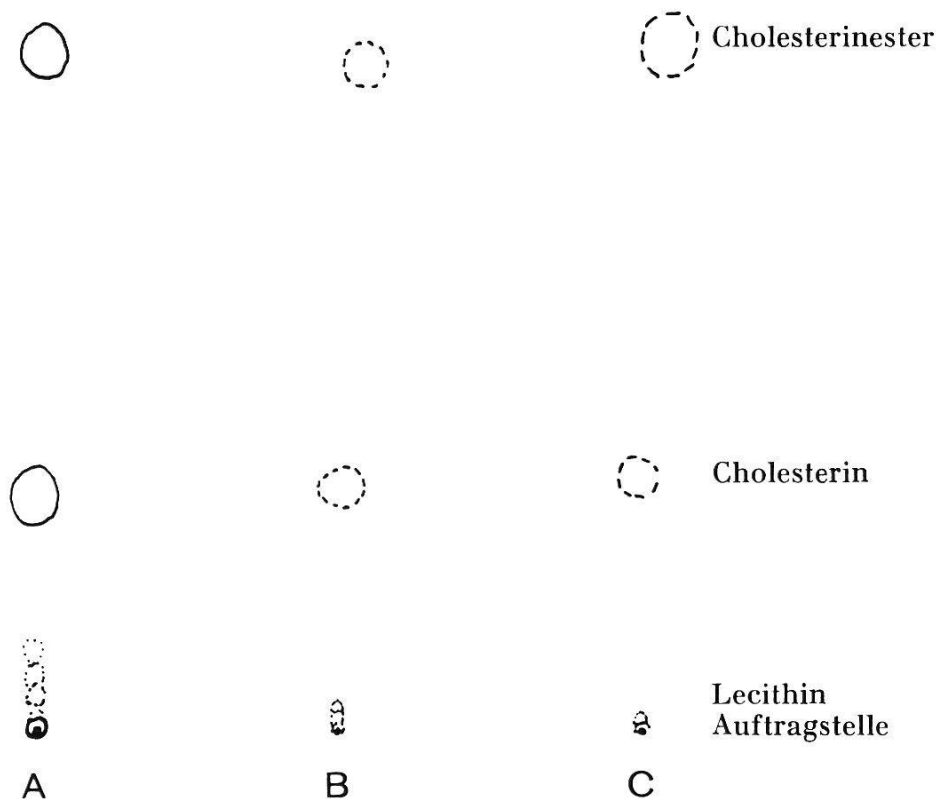 Cholesterinester
Cholesterin
Lecithin
Auftragstelle
A B C